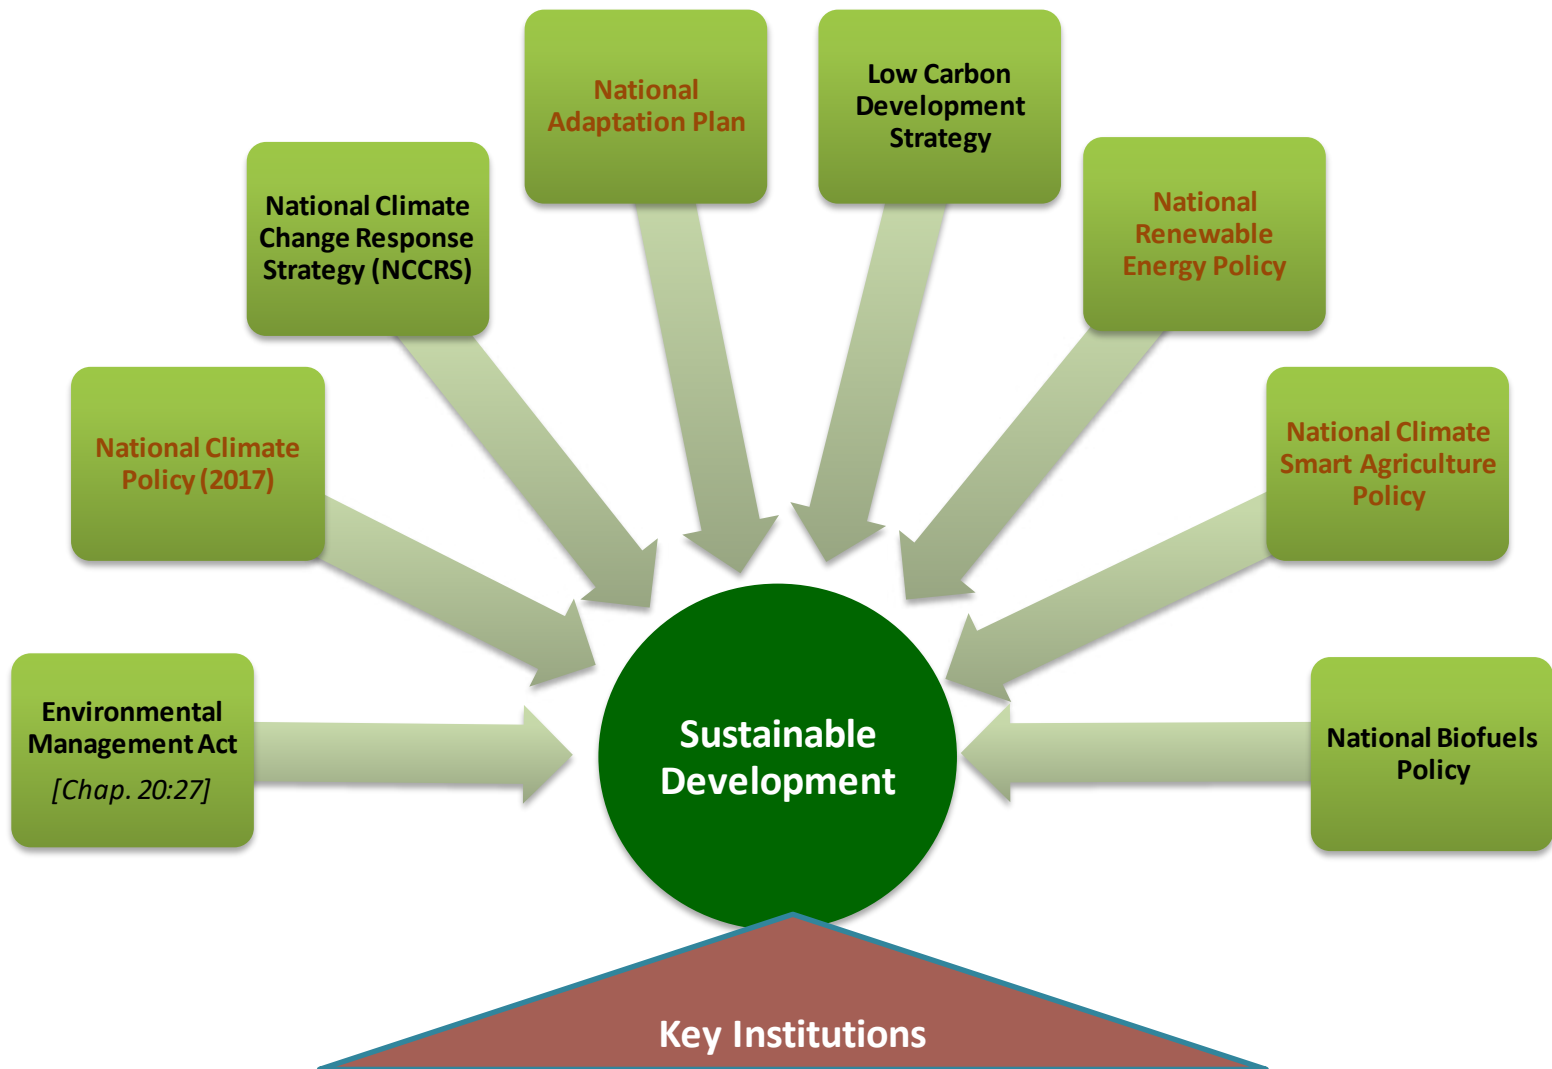 National
Adaptation Plan
Low Carbon
Development
Strategy
National Climate
Change Response
Strategy (NCCRS)
National
Renewable
Energy Policy
National Climate
Policy (2017)
National Climate
Smart Agriculture
Policy
Environmental
Management Act
[Chap. 20:27]
Sustainable
Development
National Biofuels
Policy
Key Institutions